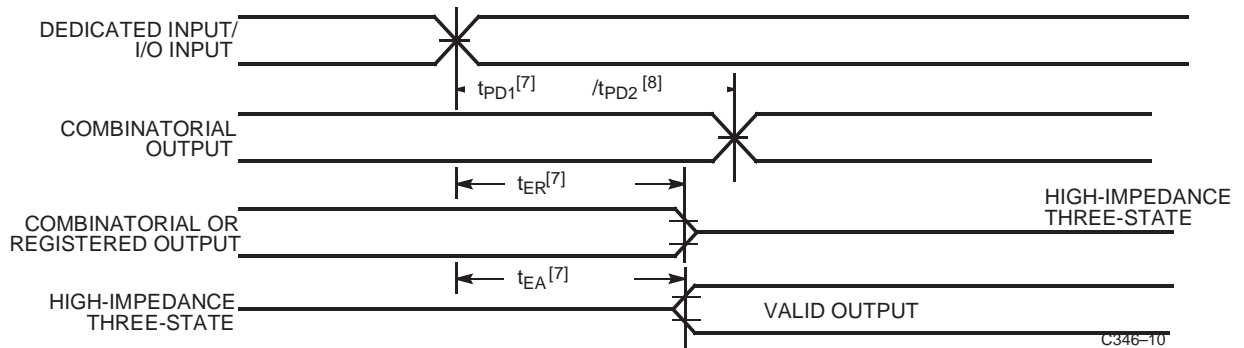 DEDICATED INPUT/
I/O INPUT
tPD1[7] /tPD2[8]
COMBINATORIAL
OUTPUT
tER[7]
HIGH-IMPEDANCE
THREE-STATE
COMBINATORIAL OR
REGISTERED OUTPUT
tEA[7]
HIGH-IMPEDANCE
THREE-STATE
VALID OUTPUT
C346–10